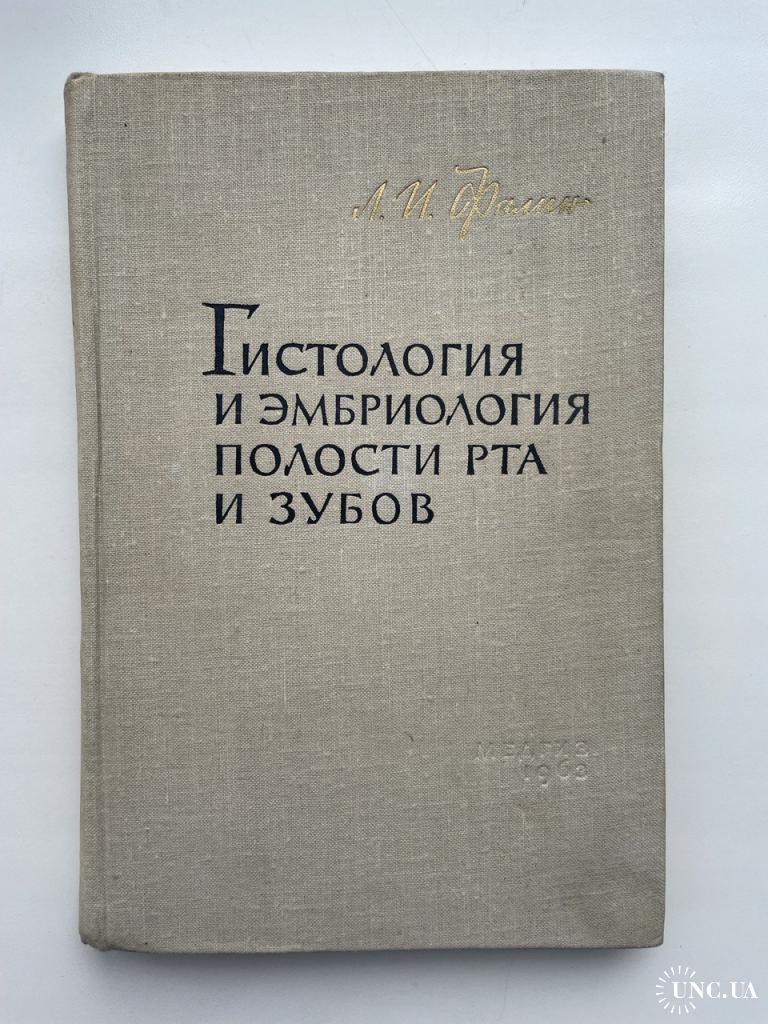 Л. И. Фалин
Гистология
и эмбриология
полости рта
и зубов
МЕДГИЗ
1963
UNC.UA